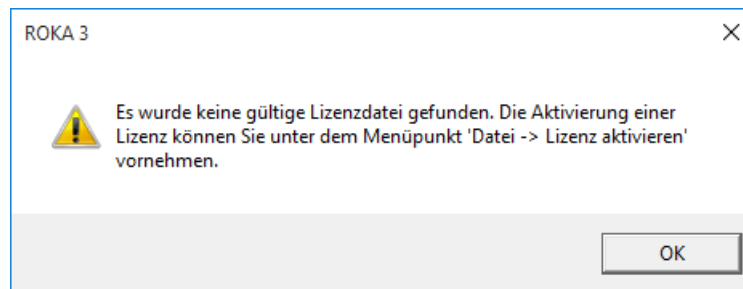 ROKA 3
Es wurde keine gültige Lizenzdatei gefunden. Die Aktivierung einer
Lizenz können Sie unter dem Menüpunkt 'Datei -> Lizenz aktivieren'
vornehmen.
OK